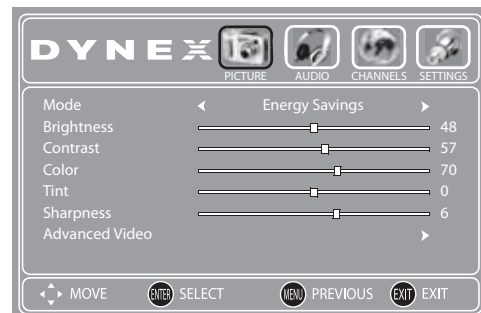 DYNEX
PICTURE AUDIO CHANNELS SETTINGS
Mode Energy Savings
Brightness 48
Contrast 57
Color 70
Tint 0
Sharpness 6
Advanced Video
MOVE ENTER SELECT MENU PREVIOUS EXIT EXIT